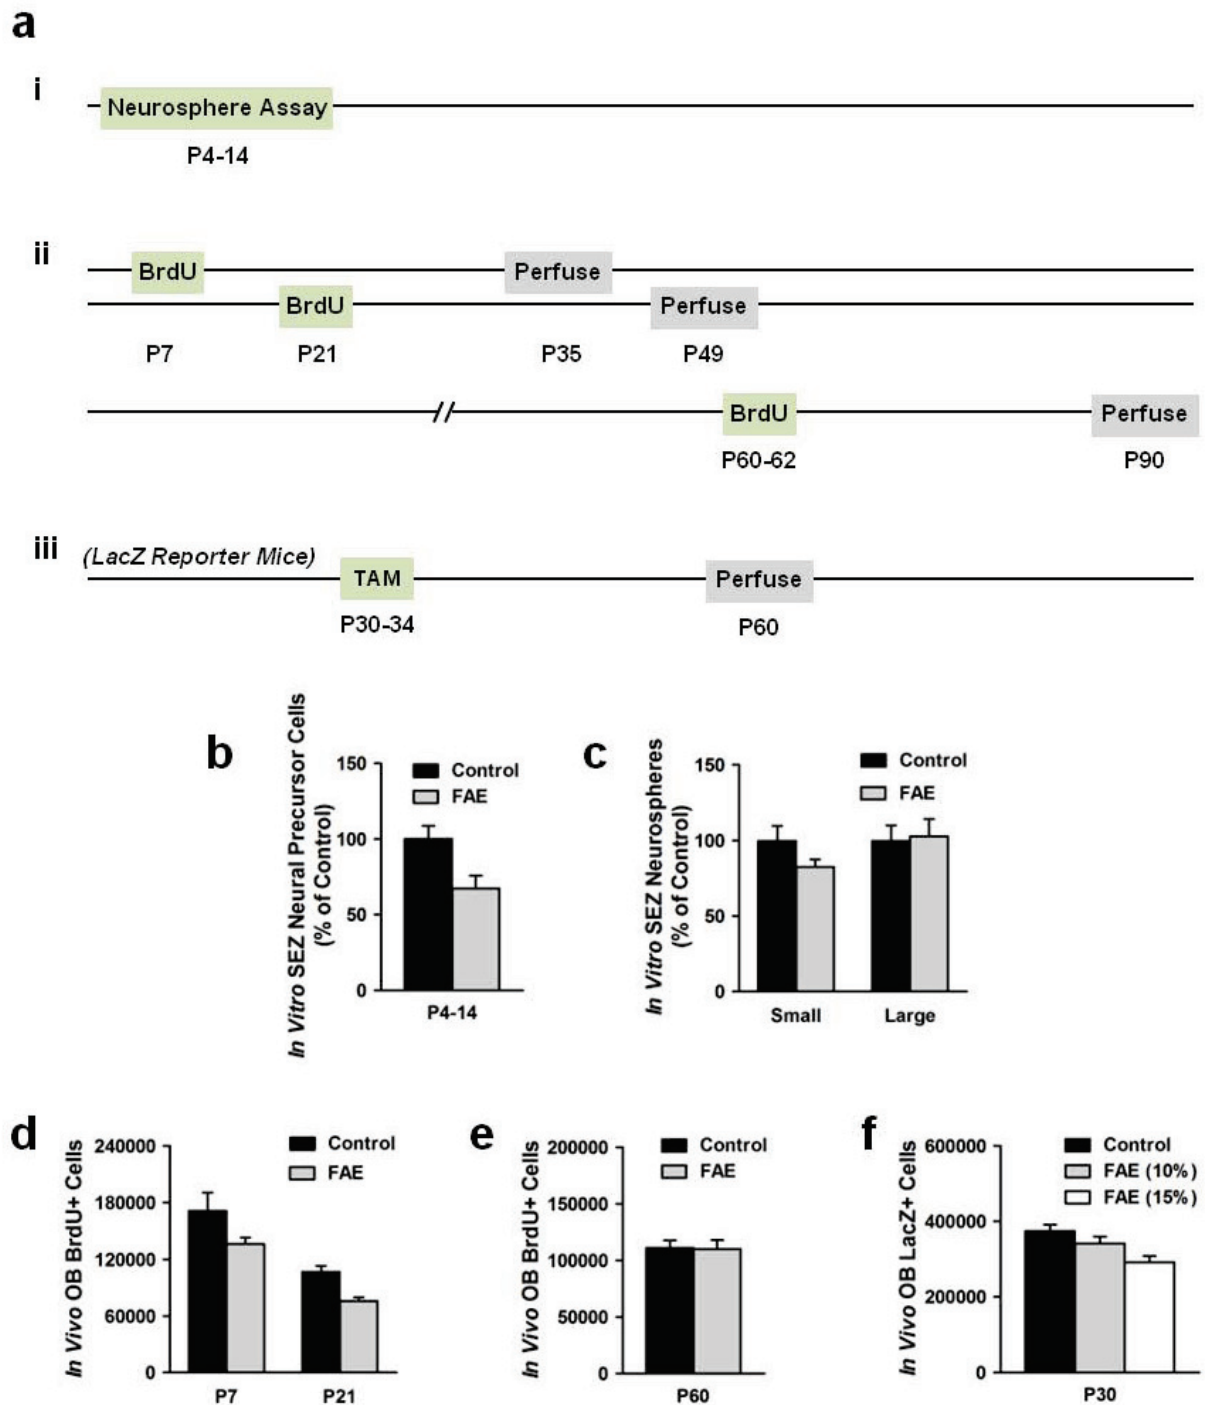 a
i
Neurosphere Assay
P4-14
ii
BrdU
Perfuse
BrdU
Perfuse
P7
P21
P35
P49
//
BrdU
Perfuse
P60-62
P90
iii
(LacZ Reporter Mice)
TAM
Perfuse
P30-34
P60
b
In Vitro SEZ Neural Precursor Cells
(% of Control)
150
100
50
0
Control
FAE
P4-14
c
In Vitro SEZ Neurospheres
(% of Control)
150
100
50
0
Control
FAE
Small
Large
d
In Vivo OB BrdU+ Cells
240000
180000
120000
60000
0
Control
FAE
P7
P21
e
In Vivo OB BrdU+ Cells
200000
150000
100000
50000
0
Control
FAE
P60
f
In Vivo OB LacZ+ Cells
600000
400000
200000
0
Control
FAE (10%)
FAE (15%)
P30